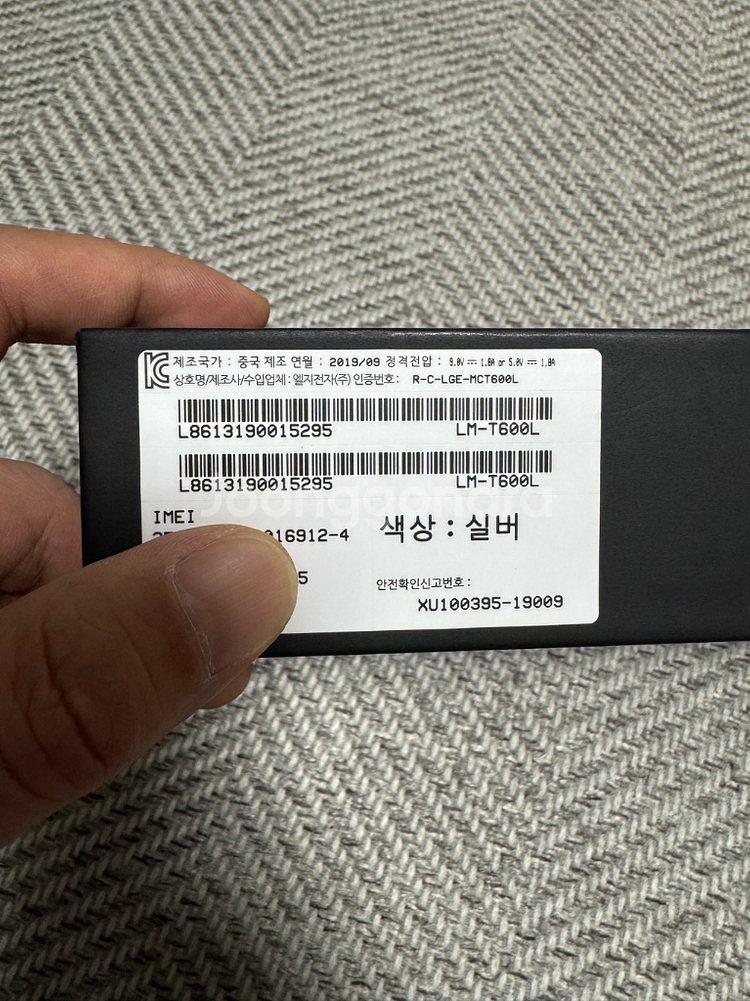 KC 제조국가 : 중국 제조 연월 : 2019/09 정격전압 : 9.0V ⎓ 1.8A or 5.0V ⎓ 1.8A
상호명/제조사/수입업체 : 엘지전자(주) 인증번호 : R-C-LGE-MCT600L
L8613190015295 LM-T600L
L8613190015295 LM-T600L
Joonggonara
IMEI
016912-4 색상 : 실버
5 안전확인신고번호 :
XU100395-19009